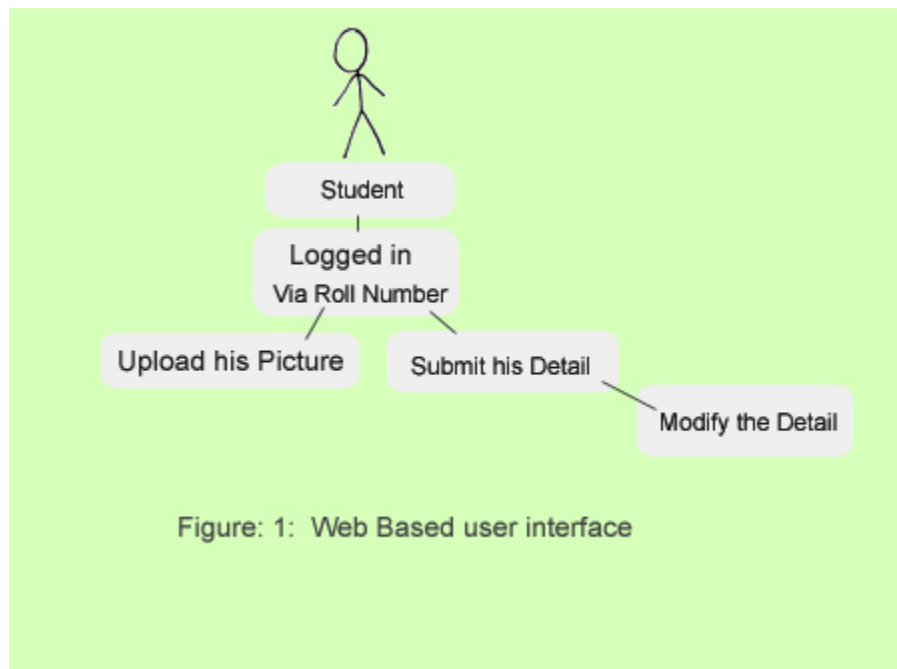 Student
Logged in
Via Roll Number
Upload his Picture
Submit his Detail
Modify the Detail
Figure: 1:  Web Based user interface